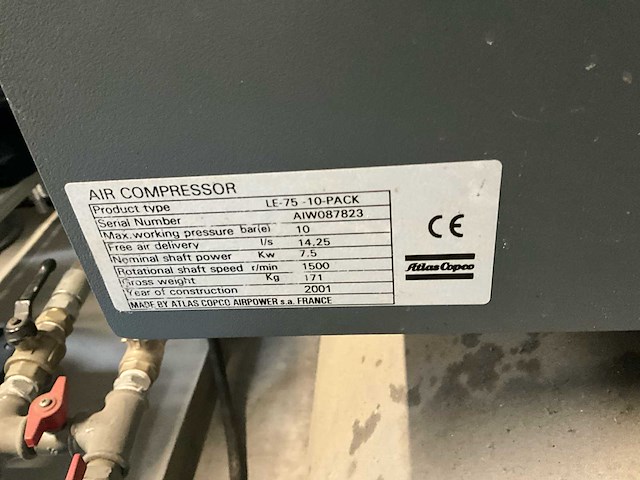 AIR COMPRESSOR
Product type LE-75 -10-PACK
Serial Number AIW087823
Max.working pressure bar(e) 10
Free air delivery l/s 14,25
Nominal shaft power Kw 7.5
Rotational shaft speed r/min 1500
Gross weight Kg 171
Year of construction 2001
MADE BY ATLAS COPCO AIRPOWER s.a. FRANCE
CE
Atlas Copco